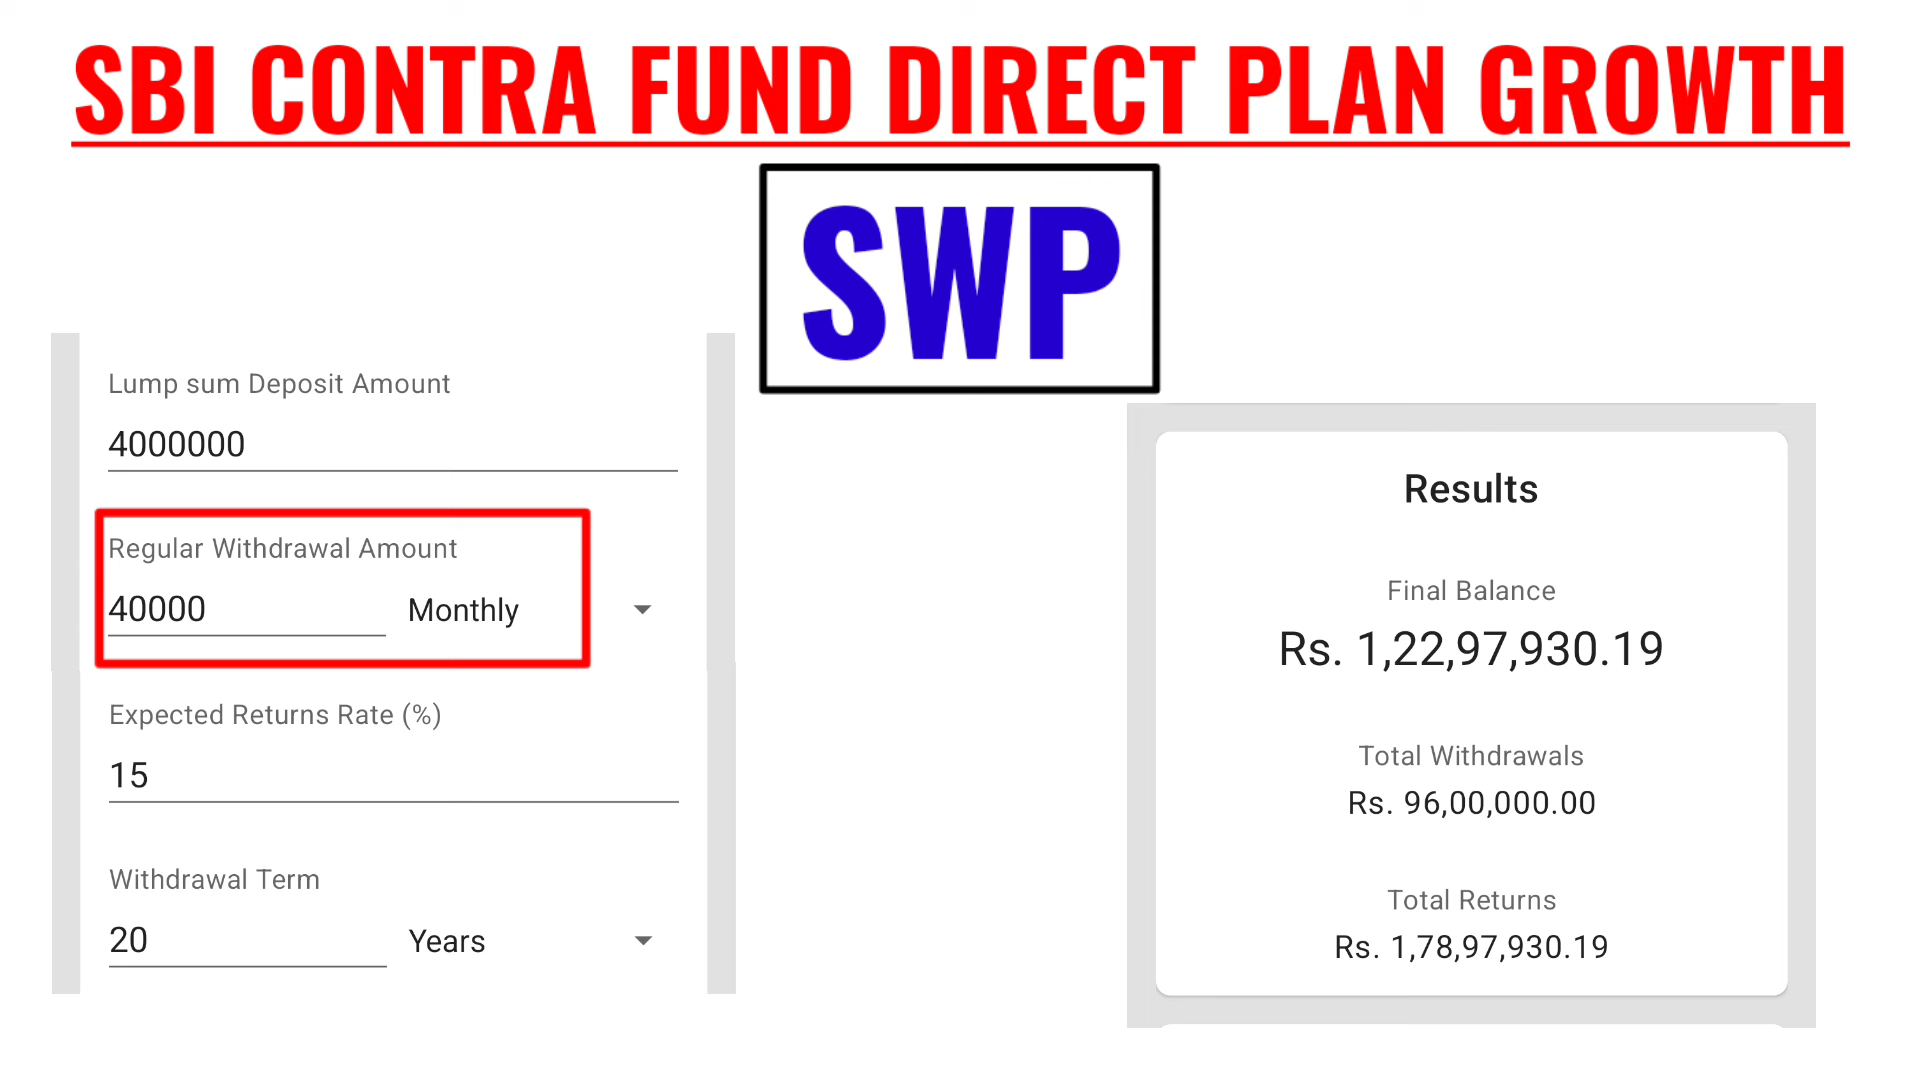 SBI CONTRA FUND DIRECT PLAN GROWTH
SWP
Lump sum Deposit Amount
4000000
Regular Withdrawal Amount
40000 Monthly
Expected Returns Rate (%)
15
Withdrawal Term
20 Years
Results
Final Balance
Rs. 1,22,97,930.19
Total Withdrawals
Rs. 96,00,000.00
Total Returns
Rs. 1,78,97,930.19